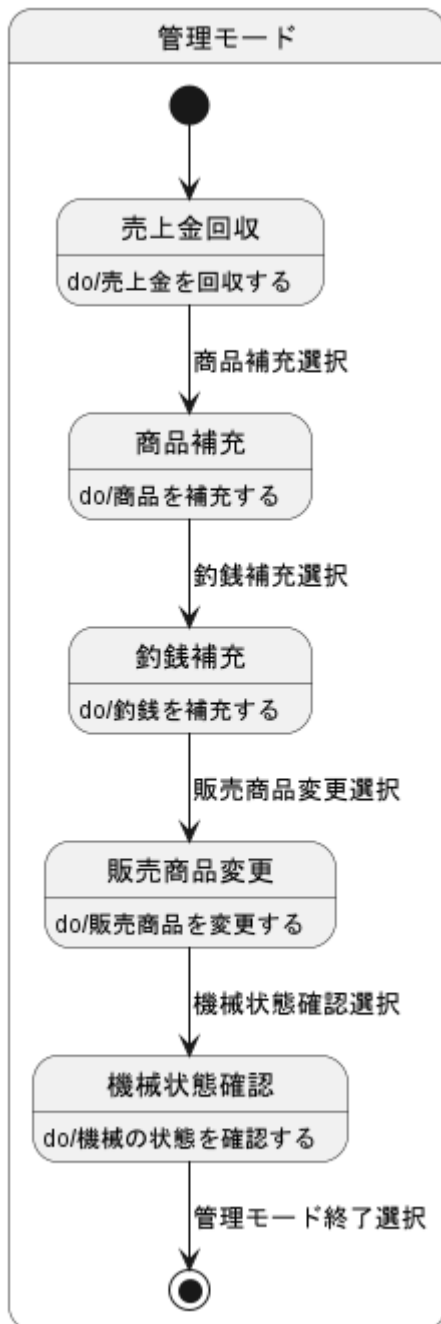 管理モード
売上金回収
do/売上金を回収する
商品補充選択
商品補充
do/商品を補充する
釣銭補充選択
釣銭補充
do/釣銭を補充する
販売商品変更選択
販売商品変更
do/販売商品を変更する
機械状態確認選択
機械状態確認
do/機械の状態を確認する
管理モード終了選択